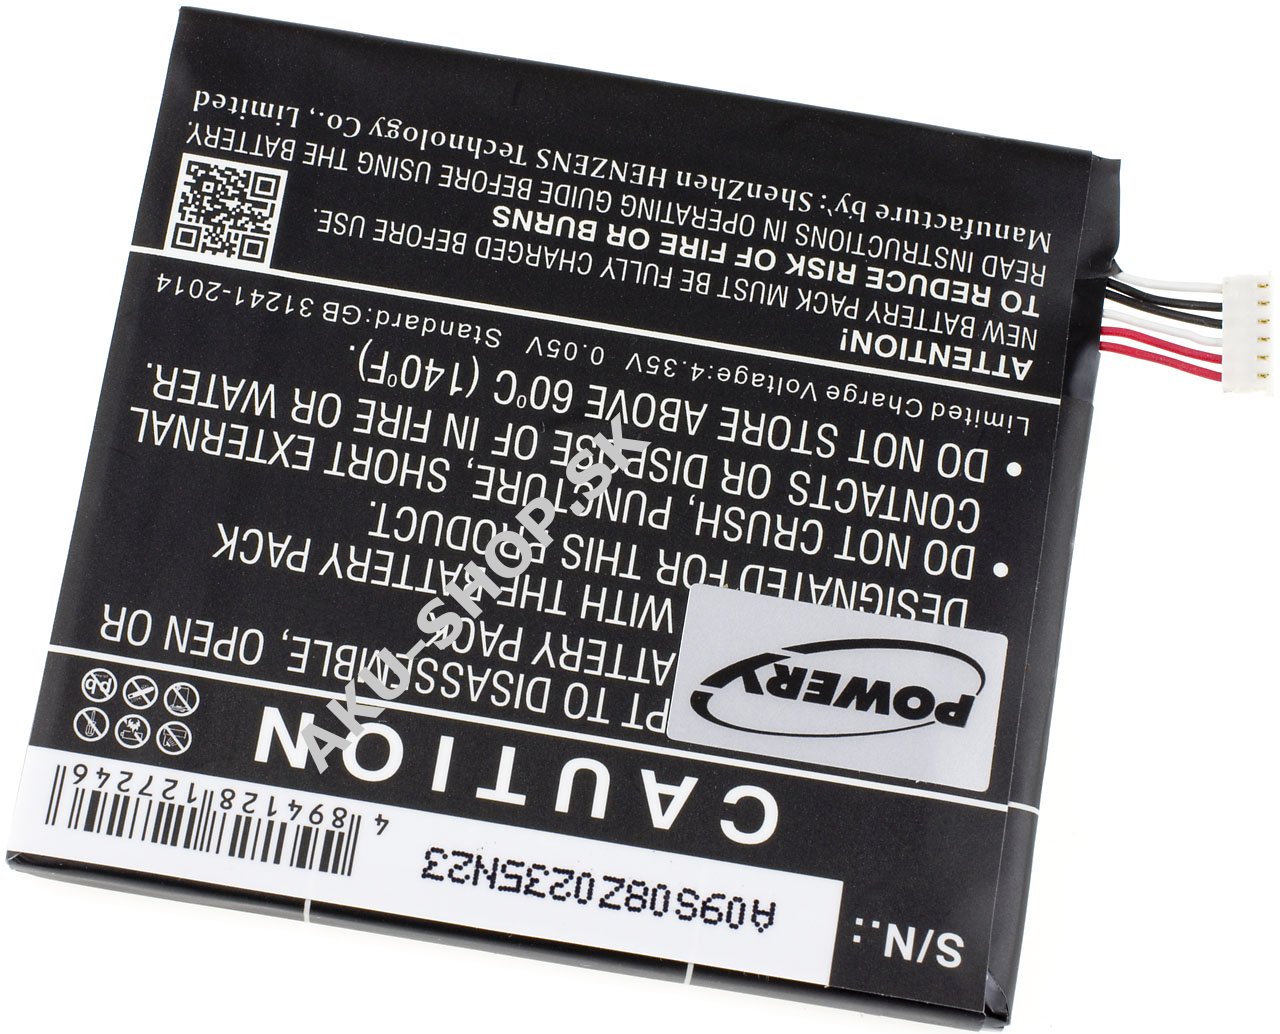 S/N.:
A09S08Z0235N23
4 894128 127246
CAUTION
PT TO DISASSEMBLE, OPEN OR
ATTERY PACK
WITH THE BATTERY PACK
DESIGNATED FOR THIS PRODUCT.
• DO NOT CRUSH, PUNCTURE, SHORT EXTERNAL
CONTACTS OR DISPOSE OF IN FIRE OR WATER.
• DO NOT STORE ABOVE 60°C (140°F).
Limited Charge Voltage:4.35V 0.05V Standard:GB 31241-2014
ATTENTION!
NEW BATTERY PACK MUST BE FULLY CHARGED BEFORE USE.
TO REDUCE RISK OF FIRE OR BURNS
READ INSTRUCTIONS IN OPERATING GUIDE BEFORE USING THE BATTERY.
Manufacture by: ShenZhen HENZENS Technology Co., Limited
POWERY
Pb
AKU-SHOP.SK